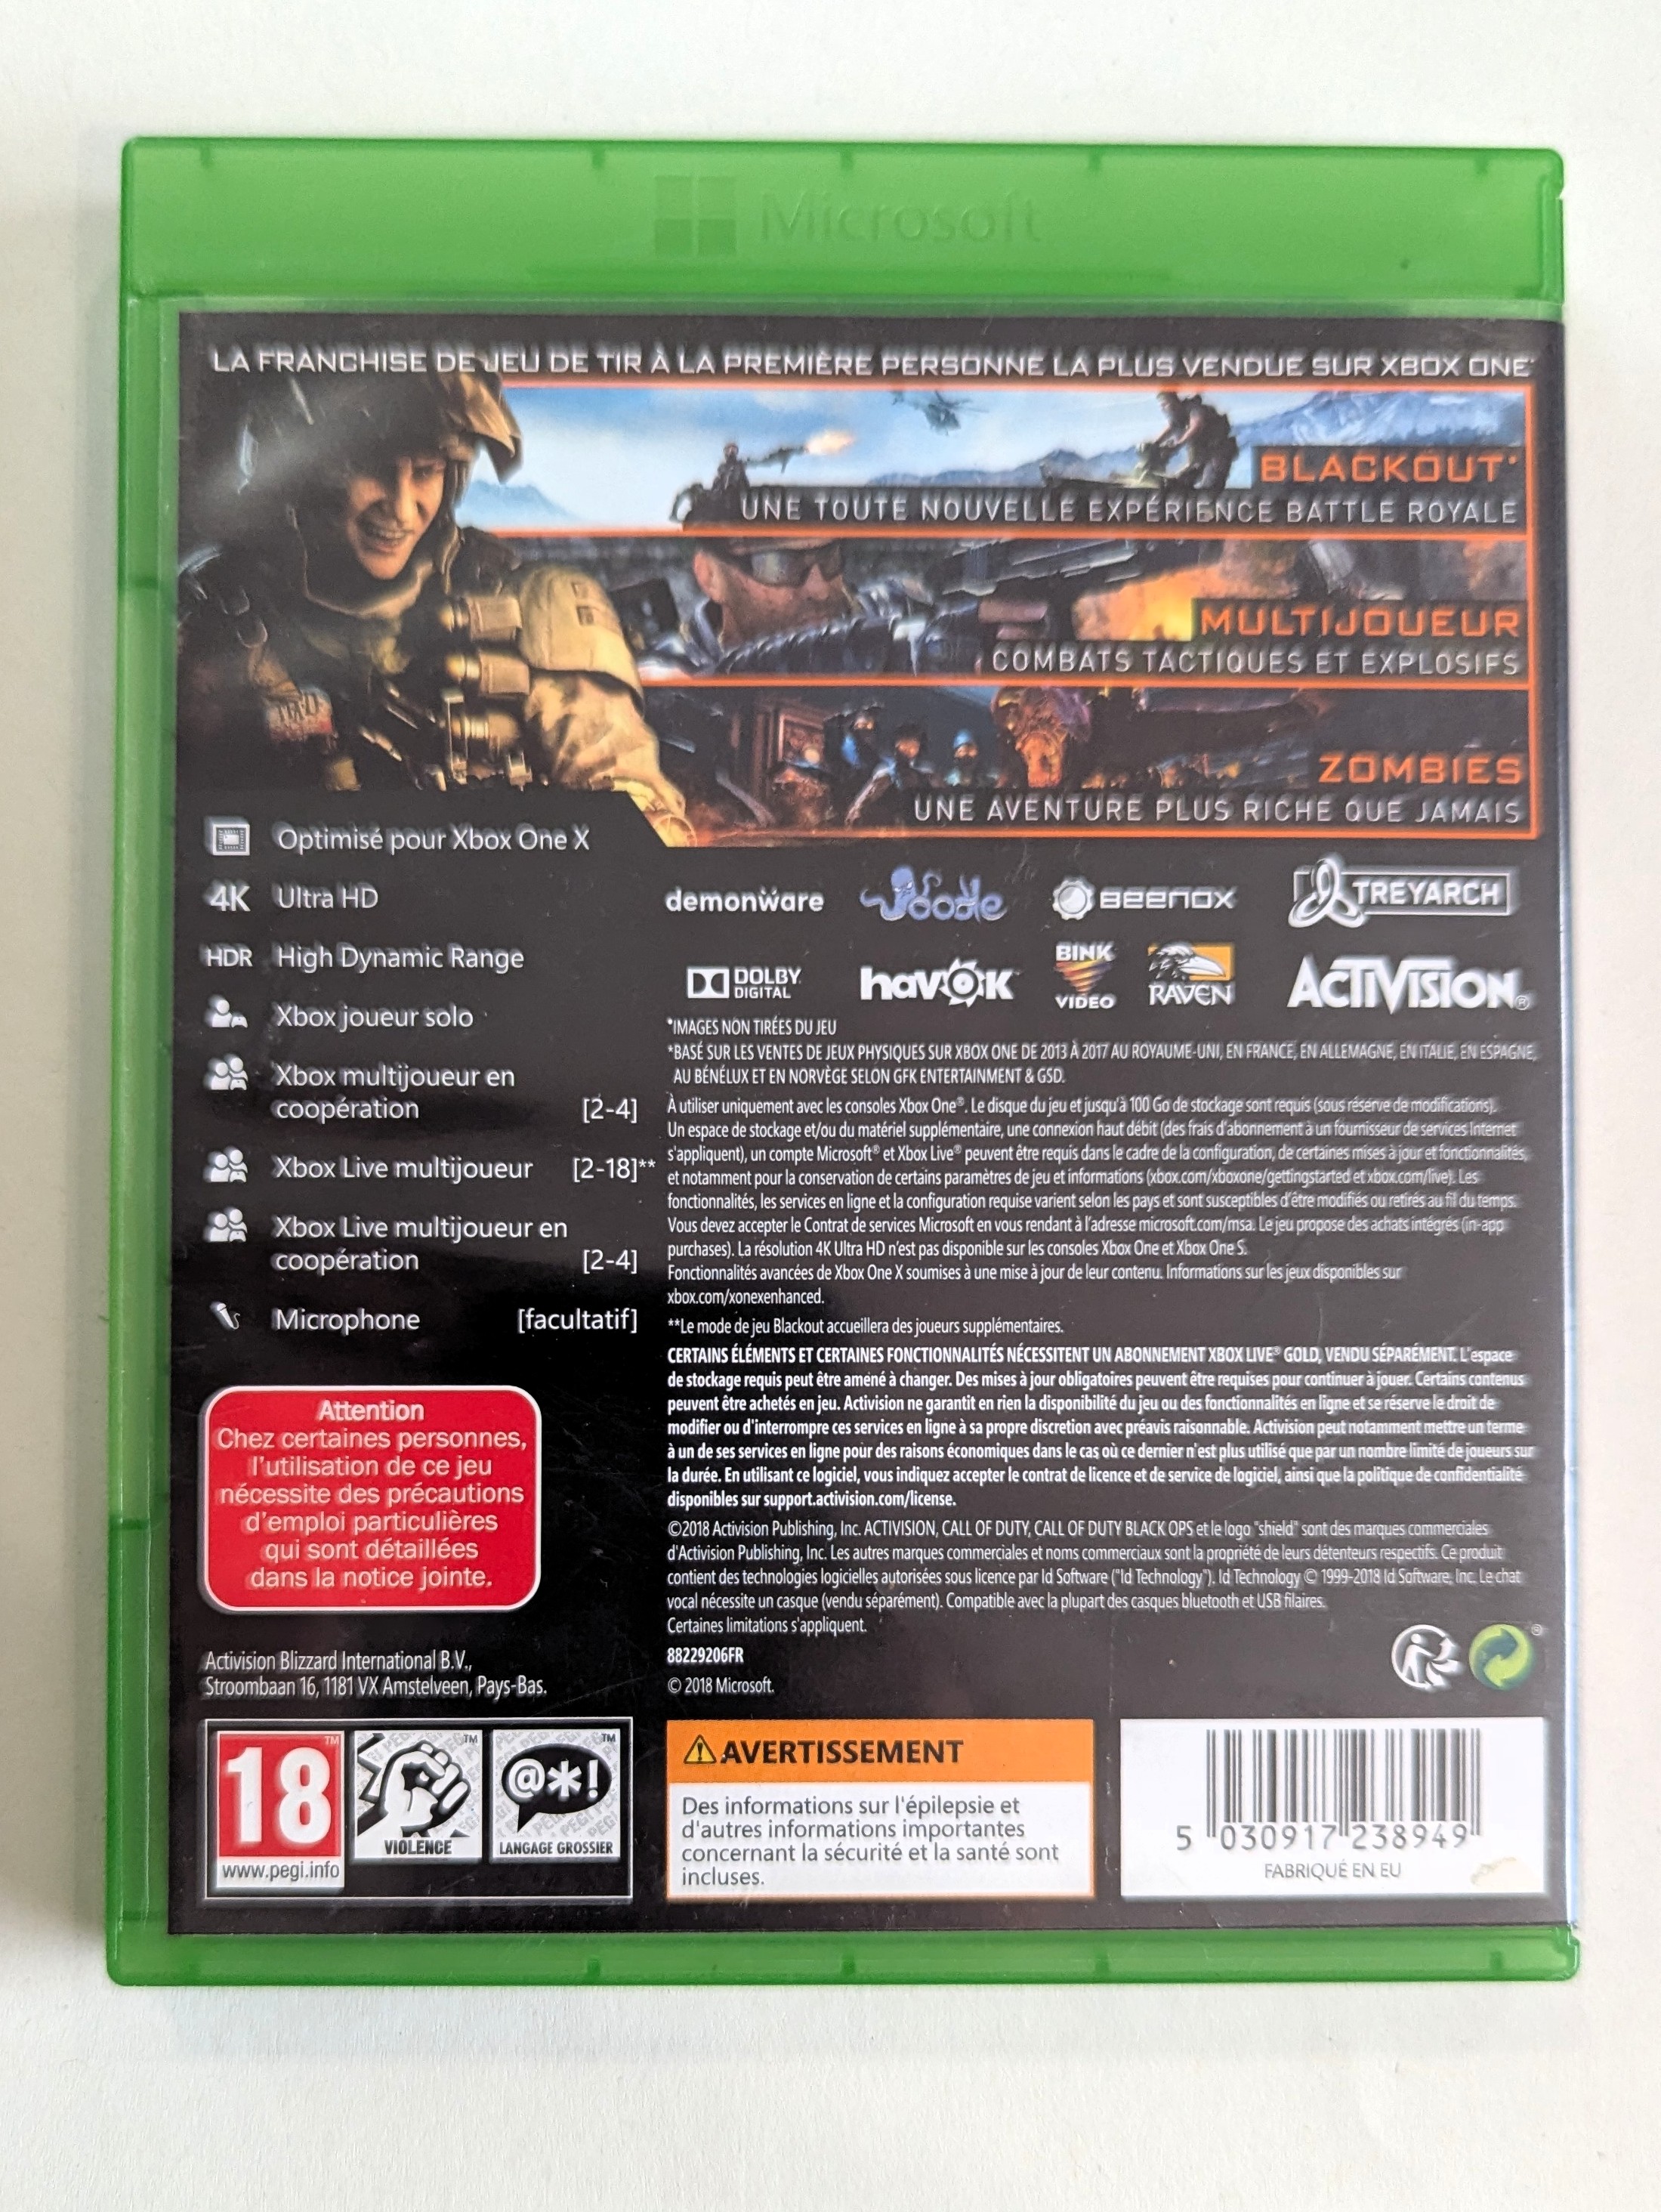 Microsoft
LA FRANCHISE DE JEU DE TIR À LA PREMIÈRE PERSONNE LA PLUS VENDUE SUR XBOX ONE*
BLACKOUT*
UNE TOUTE NOUVELLE EXPÉRIENCE BATTLE ROYALE
MULTIJOUEUR
COMBATS TACTIQUES ET EXPLOSIFS
ZOMBIES
UNE AVENTURE PLUS RICHE QUE JAMAIS
Optimisé pour Xbox One X
4K Ultra HD
HDR High Dynamic Range
Xbox joueur solo
Xbox multijoueur en
coopération [2-4]
Xbox Live multijoueur [2-18]**
Xbox Live multijoueur en
coopération [2-4]
Microphone [facultatif]
Attention
Chez certaines personnes,
l'utilisation de ce jeu
nécessite des précautions
d'emploi particulières
qui sont détaillées
dans la notice jointe.
Activision Blizzard International B.V.,
Stroombaan 16, 1181 VX Amstelveen, Pays-Bas.
demonware oodle BEENOX TREYARCH
DOLBY
DIGITAL
havok
BINK
VIDEO
RAVEN
ACTIVISION®
*IMAGES NON TIRÉES DU JEU
*BASÉ SUR LES VENTES DE JEUX PHYSIQUES SUR XBOX ONE DE 2013 À 2017 AU ROYAUME-UNI, EN FRANCE, EN ALLEMAGNE, EN ITALIE, EN ESPAGNE,
AU BÉNÉLUX ET EN NORVÈGE SELON GFK ENTERTAINMENT & GSD.
À utiliser uniquement avec les consoles Xbox One®. Le disque du jeu et jusqu'à 100 Go de stockage sont requis (sous réserve de modifications).
Un espace de stockage et/ou du matériel supplémentaire, une connexion haut débit (des frais d'abonnement à un fournisseur de services Internet
s'appliquent), un compte Microsoft® et Xbox Live® peuvent être requis dans le cadre de la configuration, de certaines mises à jour et fonctionnalités,
et notamment pour la conservation de certains paramètres de jeu et informations (xbox.com/xboxone/gettingstarted et xbox.com/live). Les
fonctionnalités, les services en ligne et la configuration requise varient selon les pays et sont susceptibles d'être modifiés ou retirés au fil du temps.
Vous devez accepter le Contrat de services Microsoft en vous rendant à l'adresse microsoft.com/msa. Le jeu propose des achats intégrés (in-app
purchases). La résolution 4K Ultra HD n'est pas disponible sur les consoles Xbox One et Xbox One S.
Fonctionnalités avancées de Xbox One X soumises à une mise à jour de leur contenu. Informations sur les jeux disponibles sur
xbox.com/xonexenhanced.
**Le mode de jeu Blackout accueillera des joueurs supplémentaires.
CERTAINS ÉLÉMENTS ET CERTAINES FONCTIONNALITÉS NÉCESSITENT UN ABONNEMENT XBOX LIVE® GOLD, VENDU SÉPARÉMENT. L'espace
de stockage requis peut être amené à changer. Des mises à jour obligatoires peuvent être requises pour continuer à jouer. Certains contenus
peuvent être achetés en jeu. Activision ne garantit en rien la disponibilité du jeu ou des fonctionnalités en ligne et se réserve le droit de
modifier ou d'interrompre ces services en ligne à sa propre discretion avec préavis raisonnable. Activision peut notamment mettre un terme
à un de ses services en ligne pour des raisons économiques dans le cas où ce dernier n'est plus utilisé que par un nombre limité de joueurs sur
la durée. En utilisant ce logiciel, vous indiquez accepter le contrat de licence et de service de logiciel, ainsi que la politique de confidentialité
disponibles sur support.activision.com/license.
©2018 Activision Publishing, Inc. ACTIVISION, CALL OF DUTY, CALL OF DUTY BLACK OPS et le logo "shield" sont des marques commerciales
d'Activision Publishing, Inc. Les autres marques commerciales et noms commerciaux sont la propriété de leurs détenteurs respectifs. Ce produit
contient des technologies logicielles autorisées sous licence par Id Software ("Id Technology"). Id Technology © 1999-2018 Id Software, Inc. Le chat
vocal nécessite un casque (vendu séparément). Compatible avec la plupart des casques bluetooth et USB filaires.
Certaines limitations s'appliquent.
88229206FR
© 2018 Microsoft.
18™
www.pegi.info
VIOLENCE
@*!
LANGAGE GROSSIER
AVERTISSEMENT
Des informations sur l'épilepsie et
d'autres informations importantes
concernant la sécurité et la santé sont
incluses.
5 030917 238949
FABRIQUÉ EN EU